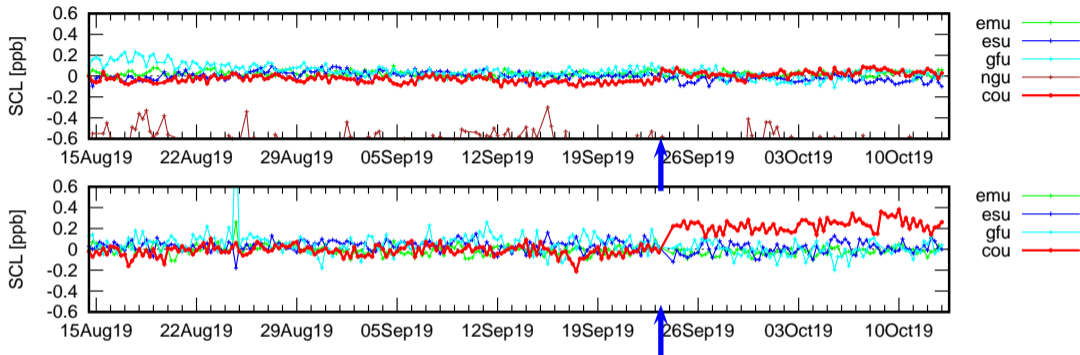 SCL [ppb]
0.6
0.4
0.2
0
-0.2
-0.4
-0.6
15Aug19 22Aug19 29Aug19 05Sep19 12Sep19 19Sep19 26Sep19 03Oct19 10Oct19
emu
esu
gfu
ngu
cou
SCL [ppb]
0.6
0.4
0.2
0
-0.2
-0.4
-0.6
15Aug19 22Aug19 29Aug19 05Sep19 12Sep19 19Sep19 26Sep19 03Oct19 10Oct19
emu
esu
gfu
cou